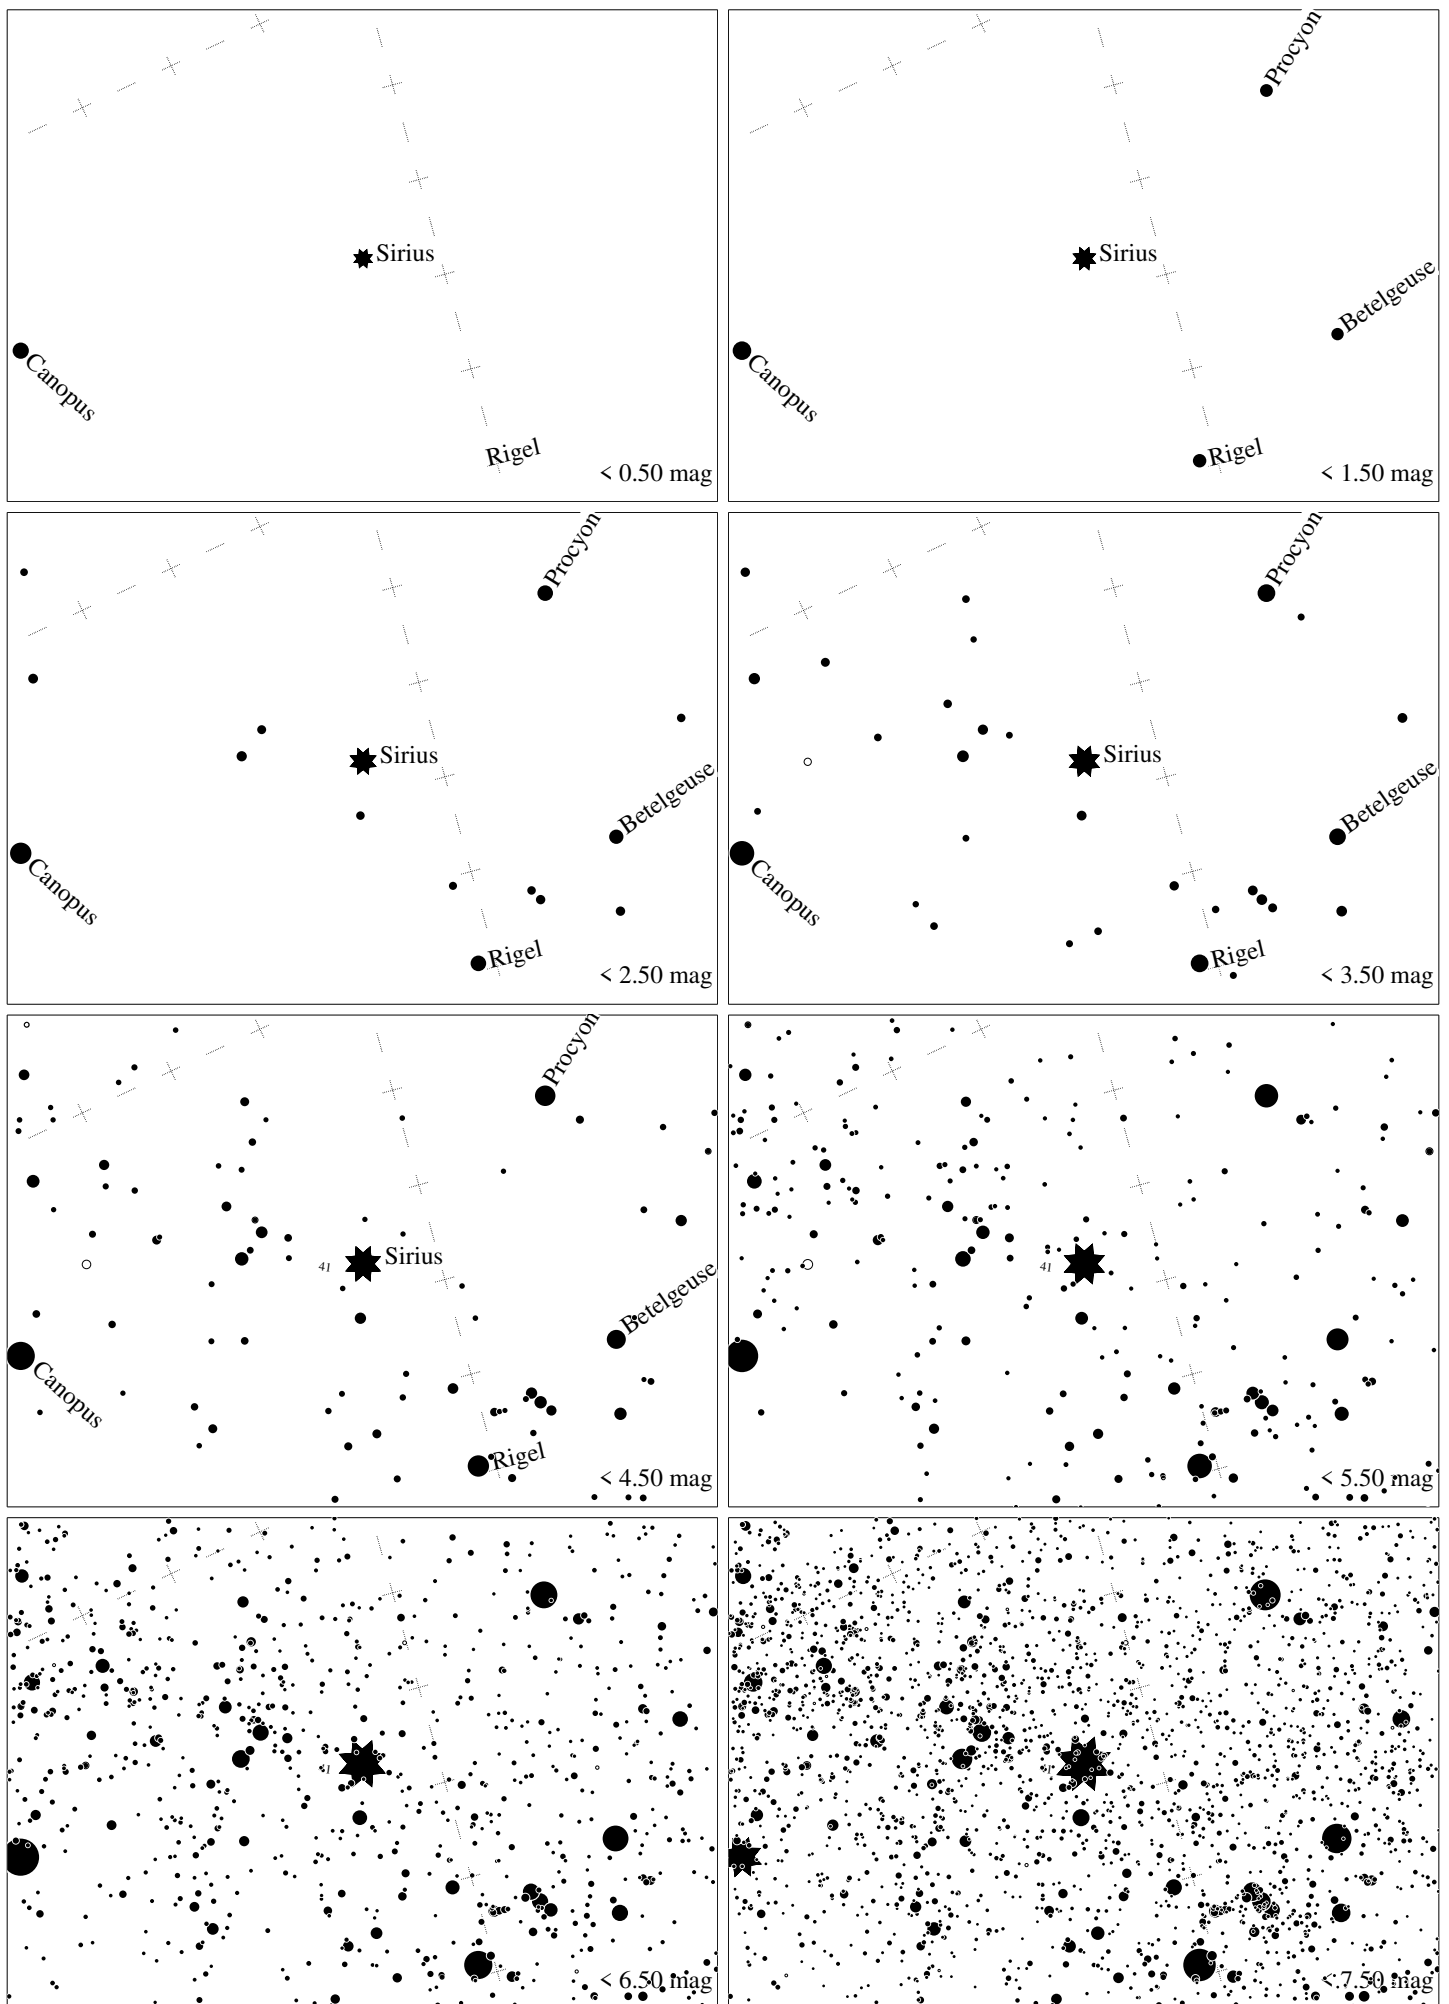 Sirius
Canopus
Rigel
< 0.50 mag
Procyon
Sirius
Betelgeuse
Canopus
Rigel
< 1.50 mag
Procyon
Sirius
Betelgeuse
Canopus
Rigel
< 2.50 mag
Procyon
Sirius
Betelgeuse
Canopus
Rigel
< 3.50 mag
Procyon
Sirius
41
Betelgeuse
Canopus
Rigel
< 4.50 mag
41
< 5.50 mag
41
< 6.50 mag
< 7.50 mag